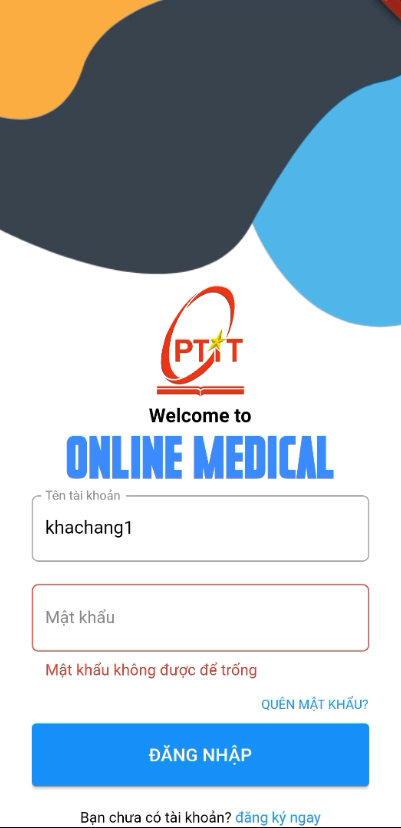 PTIT
Welcome to
ONLINE MEDICAL
Tên tài khoản
khachang1
Mật khẩu
Mật khẩu không được để trống
QUÊN MẬT KHẨU?
ĐĂNG NHẬP
Bạn chưa có tài khoản? đăng ký ngay